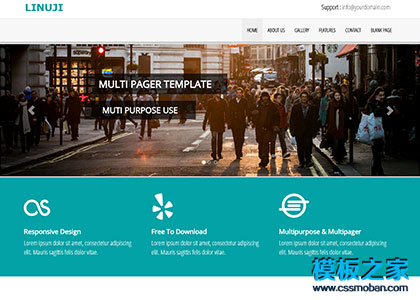 LINUJI
Support : info@yourdomain.com
HOME ABOUT US GALLERY FEATURES CONTACT BLANK PAGE
MULTI PAGER TEMPLATE
MUTI PURPOSE USE
Responsive Design
Lorem ipsum dolor sit amet, consectetur adipiscing
elit. Mauris sagittis felis dolor vitae.
Free To Download
Lorem ipsum dolor sit amet, consectetur adipiscing
elit. Mauris sagittis felis dolor vitae.
Multipurpose & Multipager
Lorem ipsum dolor sit amet, consectetur adipiscing
elit. Mauris sagittis felis dolor vitae.
模板之家
www.cssmoban.com